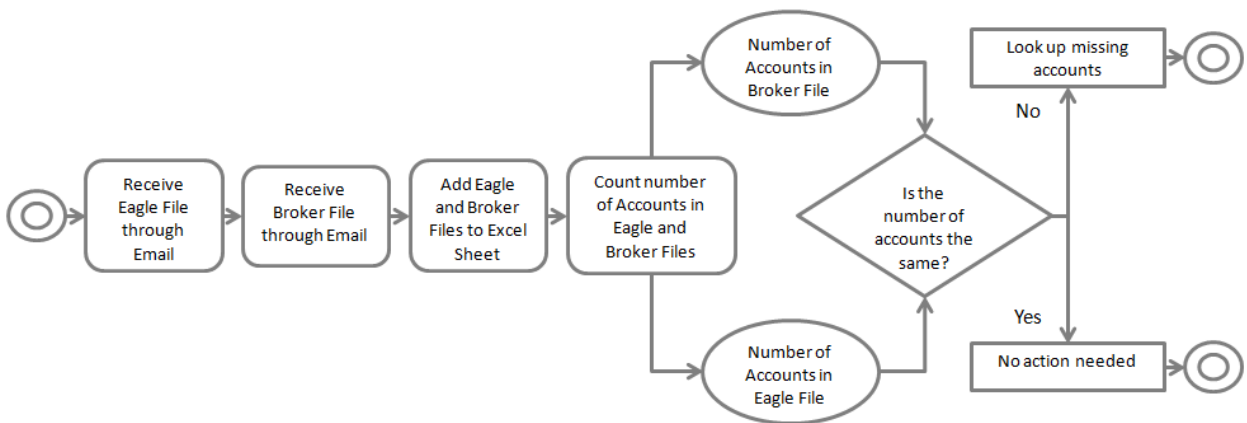 Receive
Eagle File
through
Email
Receive
Broker File
through Email
Add Eagle
and Broker
Files to Excel
Sheet
Count number
of Accounts in
Eagle and
Broker Files
Number of
Accounts in
Broker File
Number of
Accounts in
Eagle File
Is the
number of
accounts the
same?
No
Look up missing
accounts
Yes
No action needed